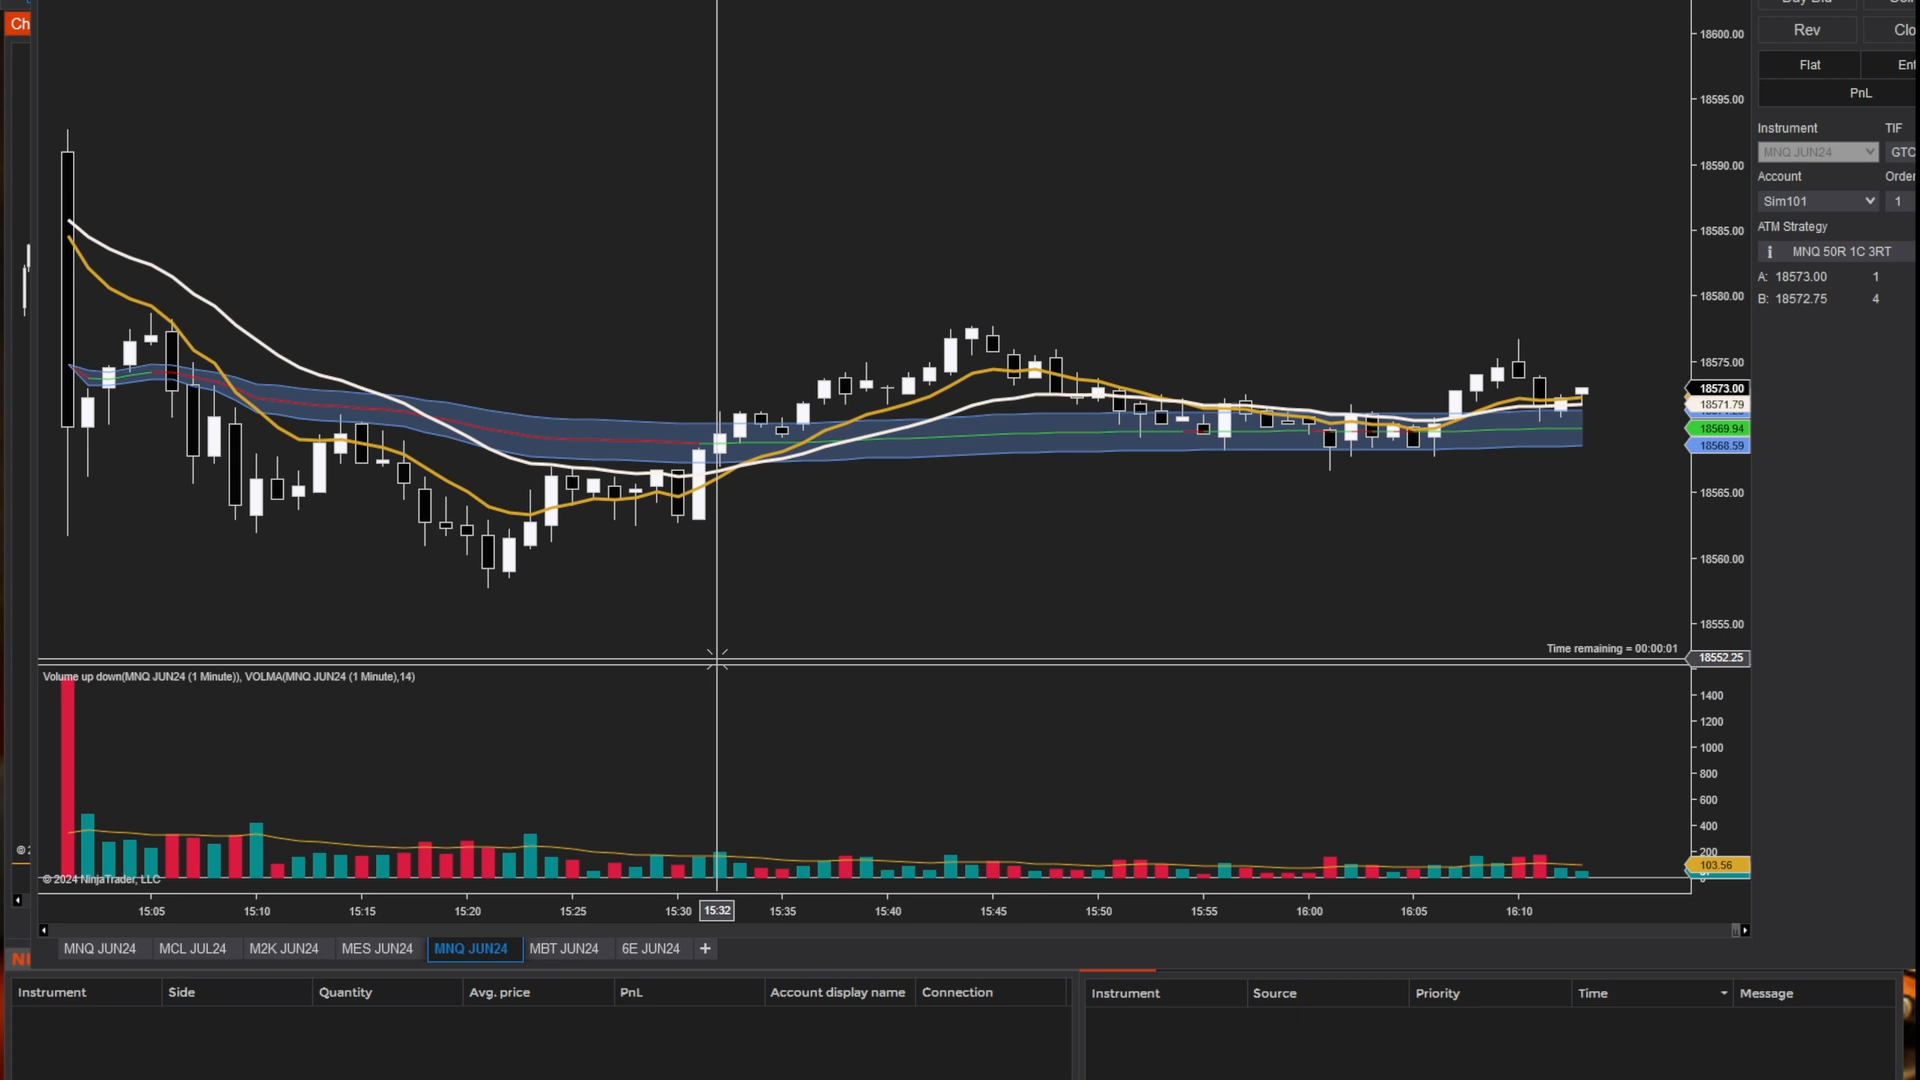 Ch
18600.00
18595.00
18590.00
18585.00
18580.00
18575.00
18573.00
18571.79
18569.94
18568.59
18565.00
18560.00
18555.00
Time remaining = 00:00:01
18552.25
Rev
Clo
Flat
Ent
PnL
Instrument
TIF
MNQ JUN24
GTC
Account
Order
Sim101
1
ATM Strategy
MNQ 50R 1C 3RT
A: 18573.00 1
B: 18572.75 4
Volume up down(MNQ JUN24 (1 Minute)), VOLMA(MNQ JUN24 (1 Minute),14)
1400
1200
1000
800
600
400
200
103.56
© 2024 NinjaTrader, LLC
15:05 15:10 15:15 15:20 15:25 15:30 15:32 15:35 15:40 15:45 15:50 15:55 16:00 16:05 16:10
MNQ JUN24 MCL JUL24 M2K JUN24 MES JUN24 MNQ JUN24 MBT JUN24 6E JUN24 +
Instrument Side Quantity Avg. price PnL Account display name Connection
Instrument Source Priority Time Message